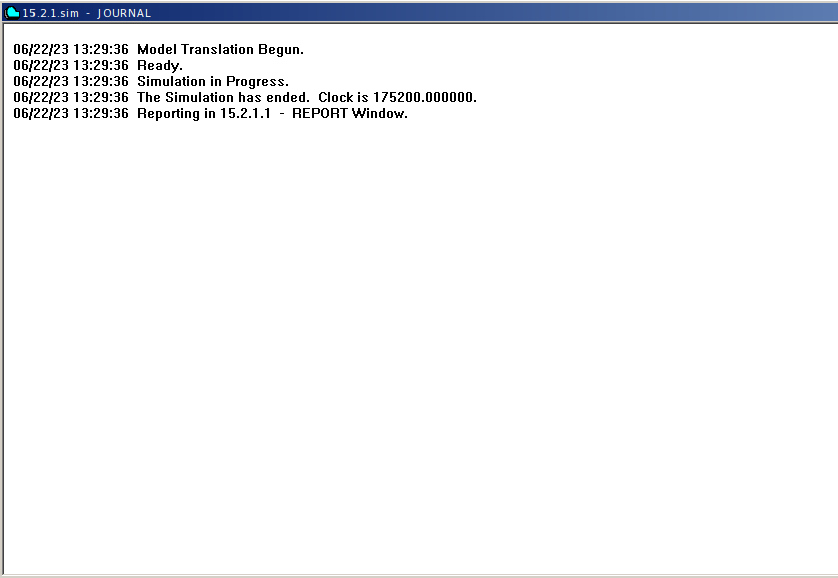 15.2.1.sim - JOURNAL
06/22/23 13:29:36 Model Translation Begun.
06/22/23 13:29:36 Ready.
06/22/23 13:29:36 Simulation in Progress.
06/22/23 13:29:36 The Simulation has ended. Clock is 175200.000000.
06/22/23 13:29:36 Reporting in 15.2.1.1 - REPORT Window.